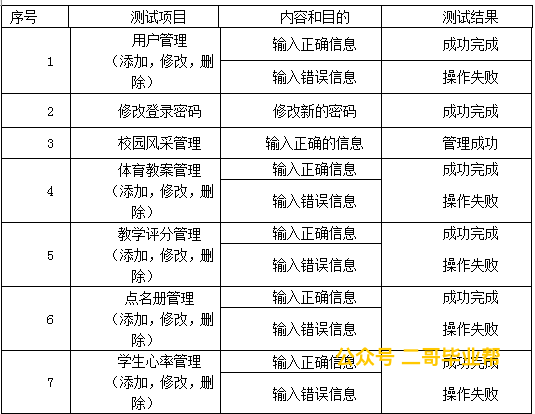 序号 测试项目 内容和目的 测试结果
1 用户管理（添加，修改，删除） 输入正确信息 成功完成
输入错误信息 操作失败
2 修改登录密码 修改新的密码 成功完成
3 校园风采管理 输入正确的信息 管理成功
4 体育教案管理（添加，修改，删除） 输入正确信息 成功完成
输入错误信息 操作失败
5 教学评分管理（添加，修改，删除） 输入正确信息 成功完成
输入错误信息 操作失败
6 点名册管理（添加，修改，删除） 输入正确信息 成功完成
输入错误信息 操作失败
公众号 二哥毕业帮
7 学生心率管理（添加，修改，删除） 输入正确信息 成功完成
输入错误信息 操作失败